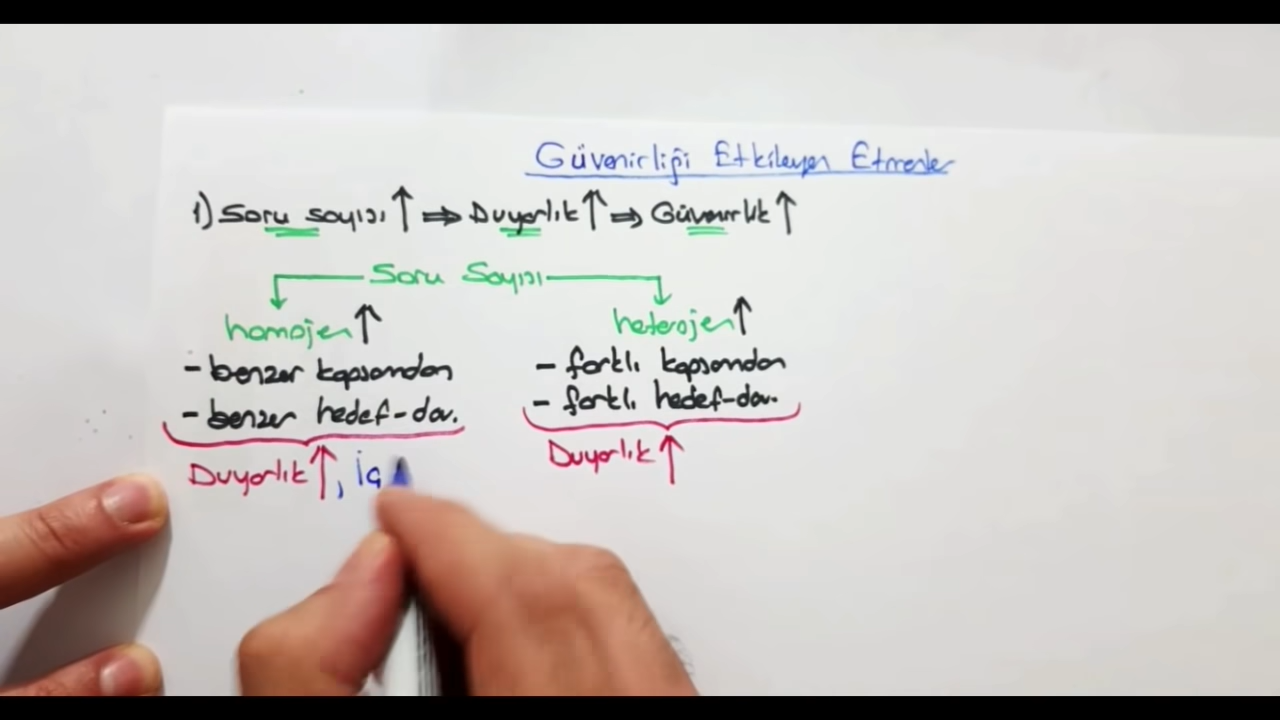 Güvenirliği Etkileyen Etmenler
1) Soru sayısı ↑ ⇒ Duyarlık ↑ ⇒ Güvenirlik ↑
Soru Sayısı
homojen ↑
heterojen ↑
- benzer kapsamdan
- benzer hedef-dav.
- farklı kapsamdan
- farklı hedef-dav.
Duyarlık ↑, İç
Duyarlık ↑